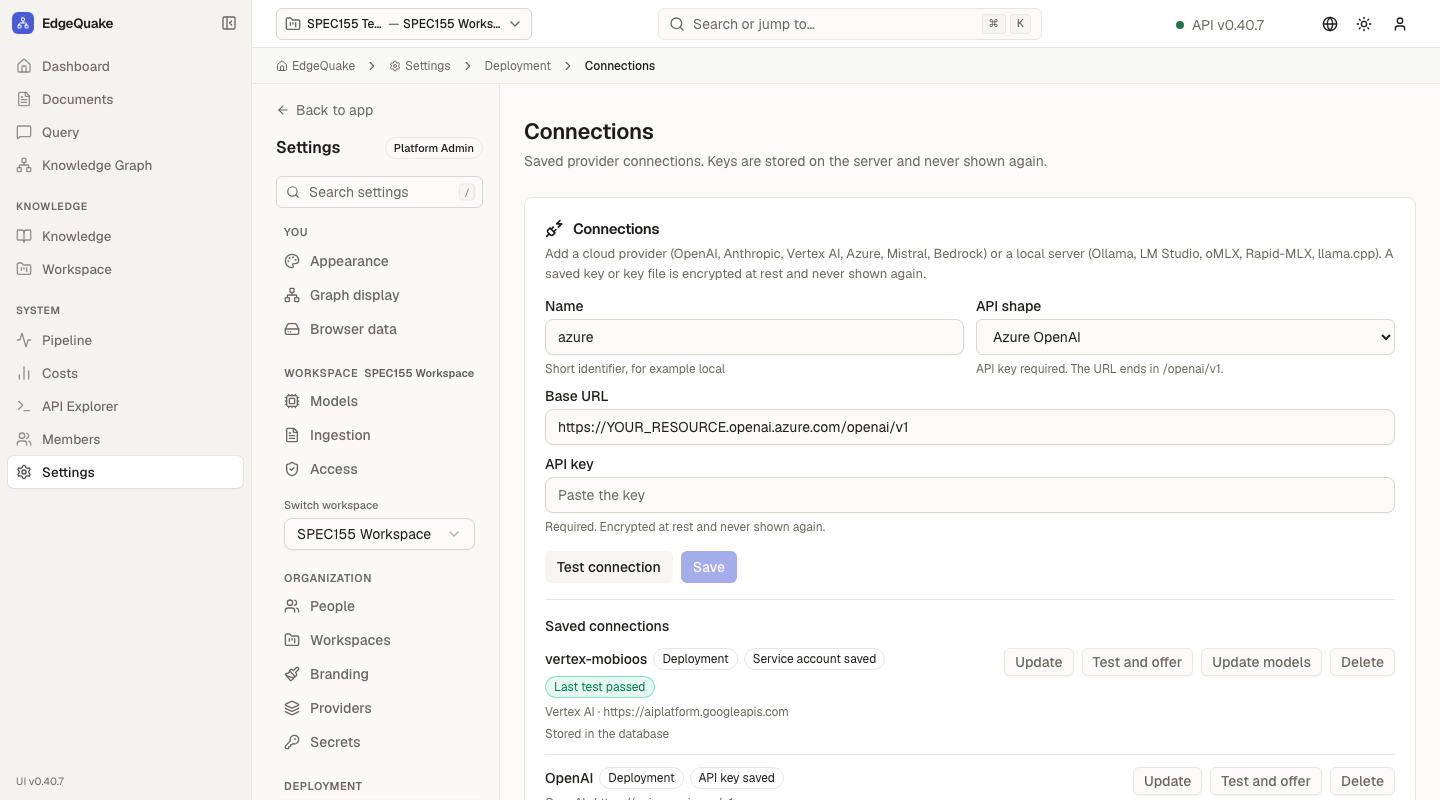 EdgeQuake
Dashboard
Documents
Query
Knowledge Graph
KNOWLEDGE
Knowledge
Workspace
SYSTEM
Pipeline
Costs
API Explorer
Members
Settings
UI v0.40.7
SPEC155 Te... — SPEC155 Works...
Search or jump to...
⌘ K
API v0.40.7
EdgeQuake > Settings > Deployment > Connections
Back to app
Settings
Platform Admin
Search settings /
YOU
Appearance
Graph display
Browser data
WORKSPACE SPEC155 Workspace
Models
Ingestion
Access
Switch workspace
SPEC155 Workspace
ORGANIZATION
People
Workspaces
Branding
Providers
Secrets
DEPLOYMENT
Connections
Saved provider connections. Keys are stored on the server and never shown again.
Connections
Add a cloud provider (OpenAI, Anthropic, Vertex AI, Azure, Mistral, Bedrock) or a local server (Ollama, LM Studio, oMLX, Rapid-MLX, llama.cpp). A
saved key or key file is encrypted at rest and never shown again.
Name
azure
Short identifier, for example local
API shape
Azure OpenAI
API key required. The URL ends in /openai/v1.
Base URL
https://YOUR_RESOURCE.openai.azure.com/openai/v1
API key
Paste the key
Required. Encrypted at rest and never shown again.
Test connection
Save
Saved connections
vertex-mobioos Deployment Service account saved
Last test passed
Vertex AI · https://aiplatform.googleapis.com
Stored in the database
Update
Test and offer
Update models
Delete
OpenAI Deployment API key saved
Update
Test and offer
Delete